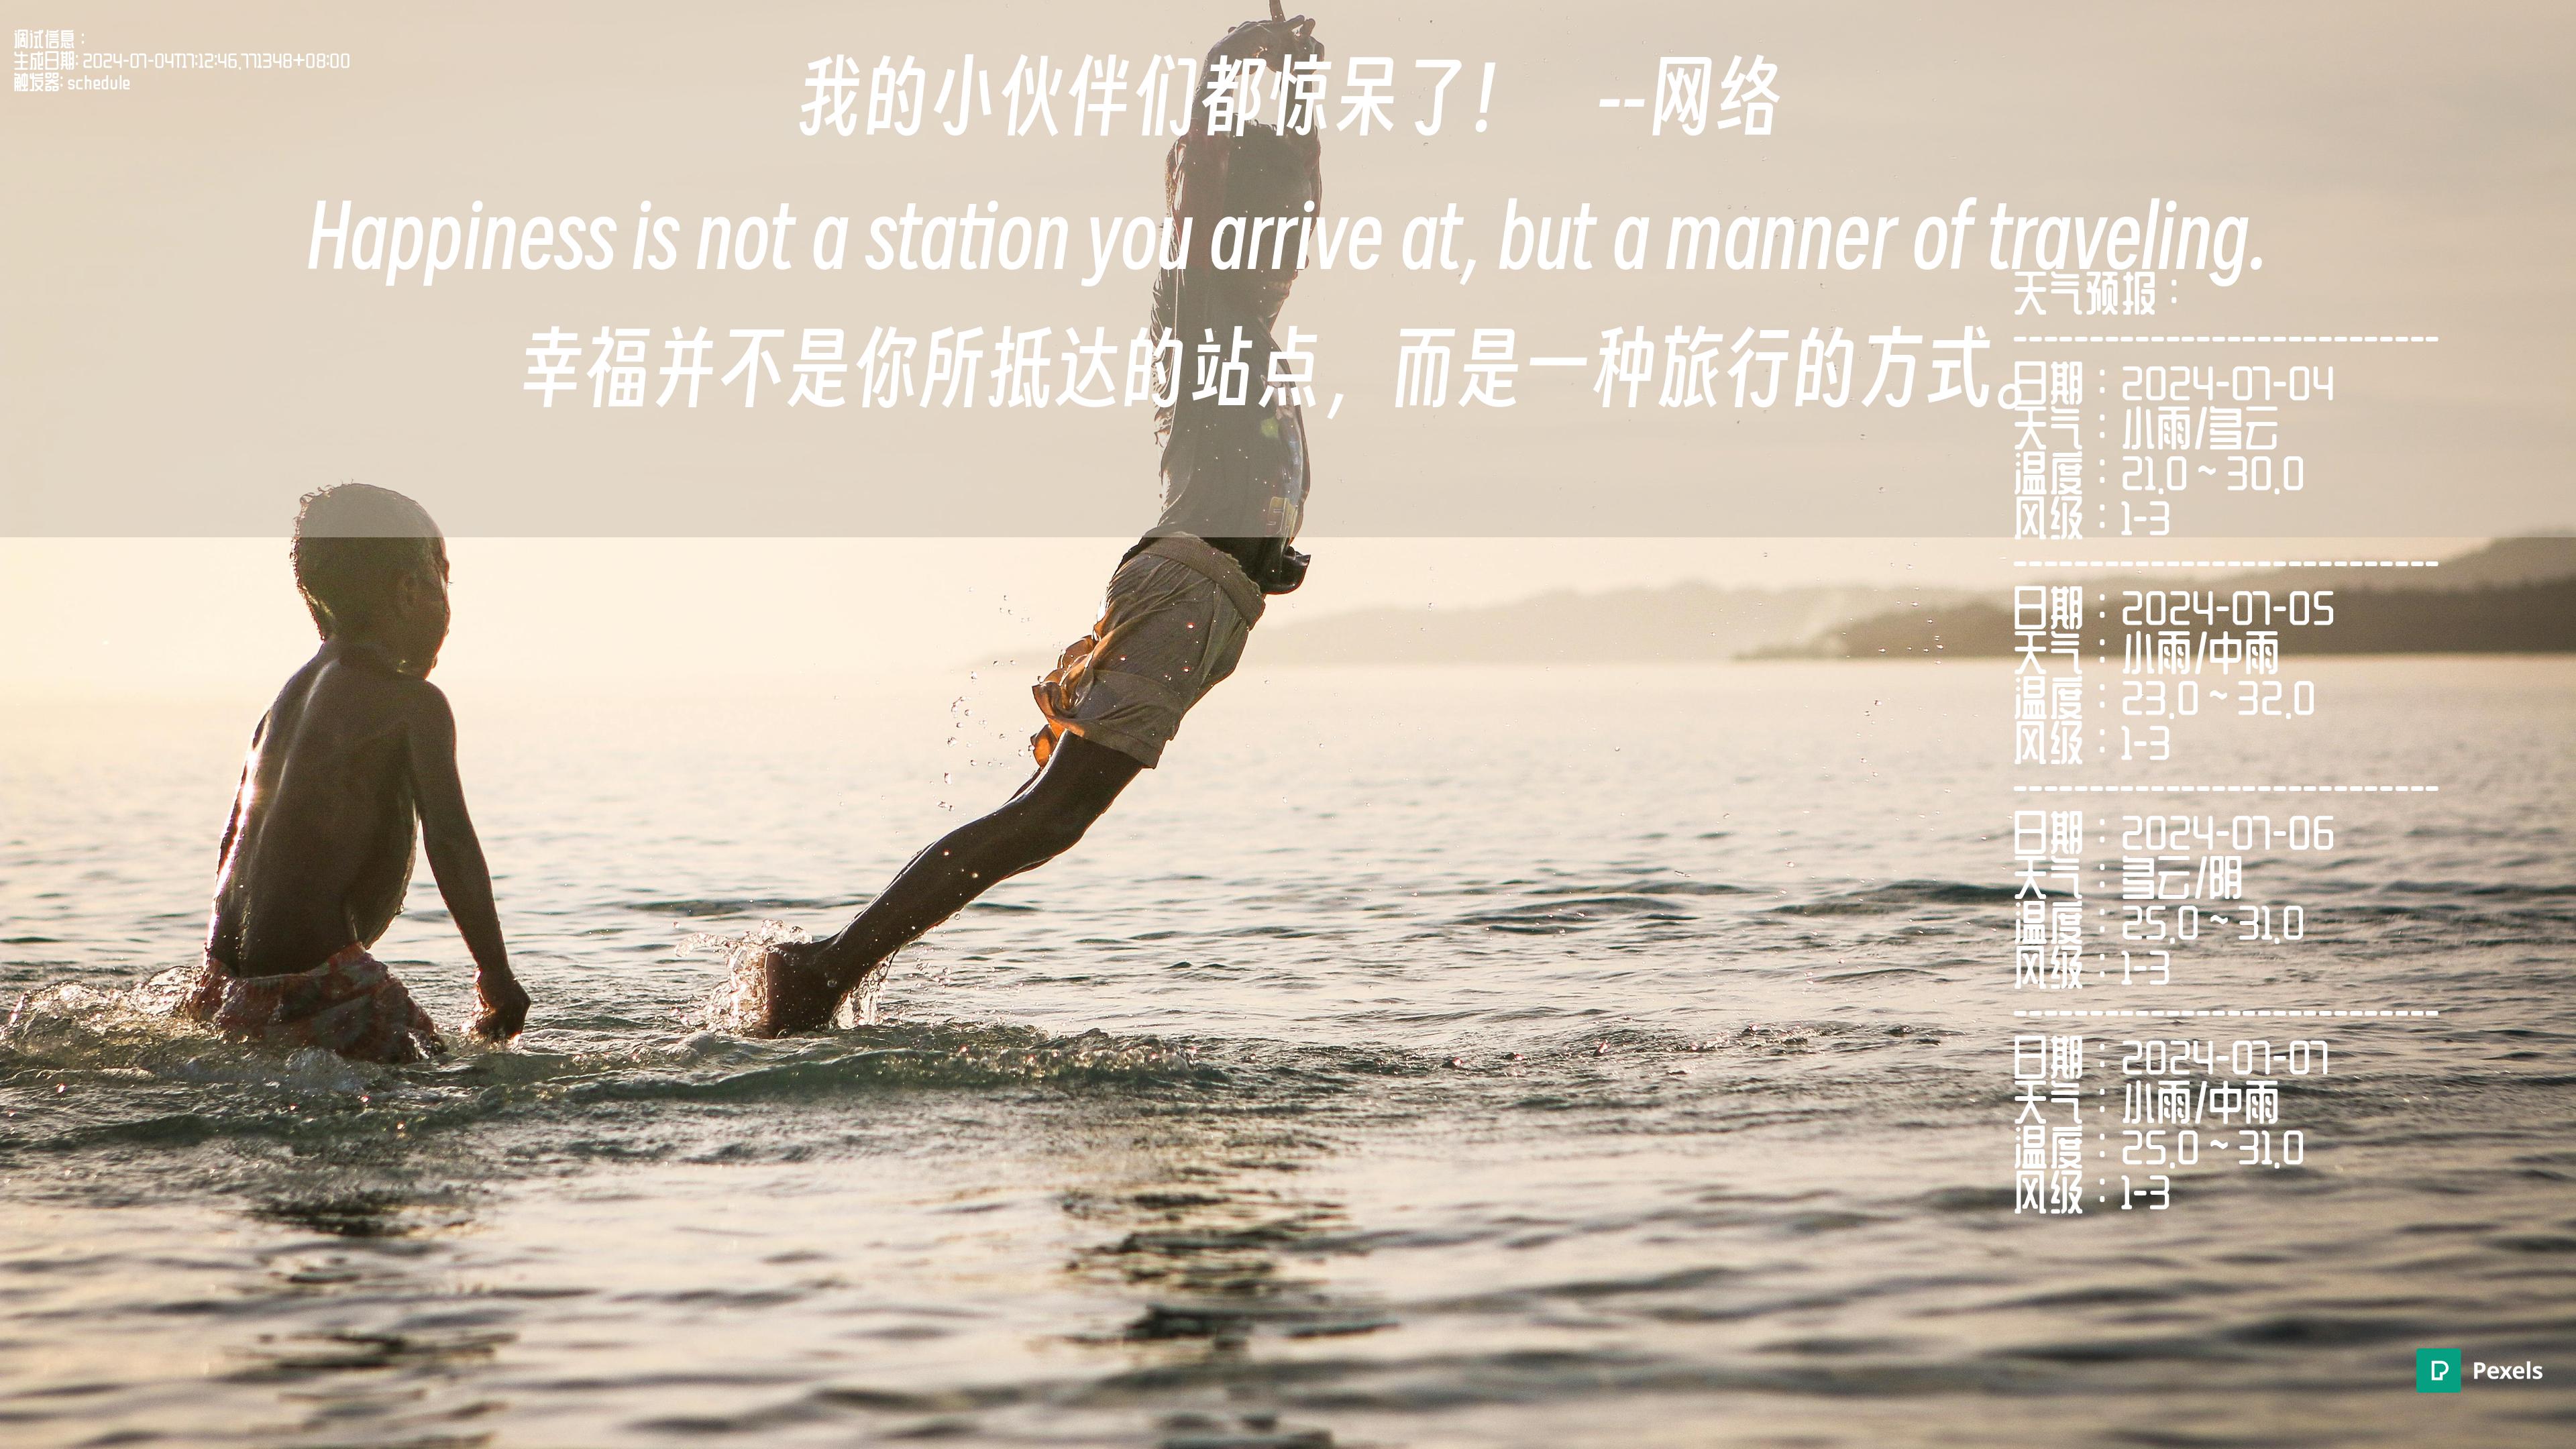 调试信息：
生成日期: 2024-07-04T17:12:46.771348+08:00
触发器: schedule
我的小伙伴们都惊呆了！ --网络
Happiness is not a station you arrive at, but a manner of traveling.
幸福并不是你所抵达的站点，而是一种旅行的方式。
天气预报：
----------------------------
日期：2024-07-04
天气：小雨/多云
温度：21.0 ~ 30.0
风级：1-3
----------------------------
日期：2024-07-05
天气：小雨/中雨
温度：23.0 ~ 32.0
风级：1-3
----------------------------
日期：2024-07-06
天气：多云/阴
温度：25.0 ~ 31.0
风级：1-3
----------------------------
日期：2024-07-07
天气：小雨/中雨
温度：25.0 ~ 31.0
风级：1-3
Pexels